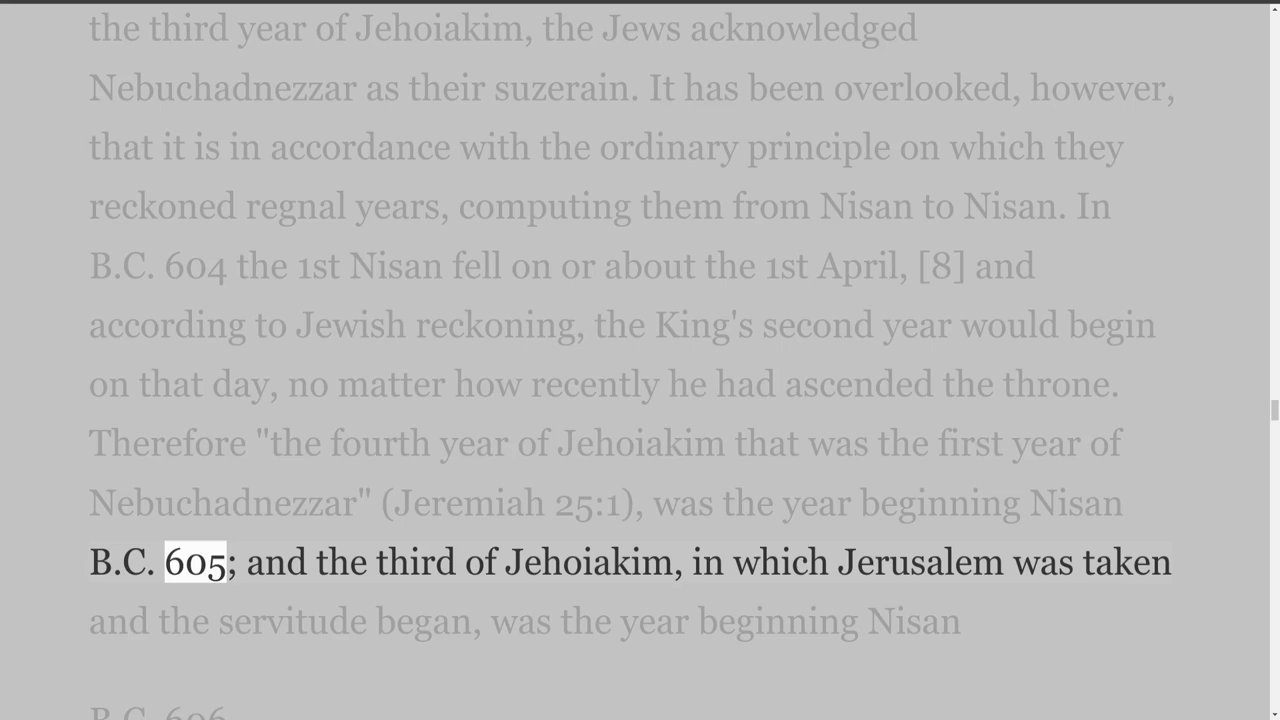 the third year of Jehoiakim, the Jews acknowledged
Nebuchadnezzar as their suzerain. It has been overlooked, however,
that it is in accordance with the ordinary principle on which they
reckoned regnal years, computing them from Nisan to Nisan. In
B.C. 604 the 1st Nisan fell on or about the 1st April, [8] and
according to Jewish reckoning, the King's second year would begin
on that day, no matter how recently he had ascended the throne.
Therefore "the fourth year of Jehoiakim that was the first year of
Nebuchadnezzar" (Jeremiah 25:1), was the year beginning Nisan
B.C. 605; and the third of Jehoiakim, in which Jerusalem was taken
and the servitude began, was the year beginning Nisan
B.C. 606